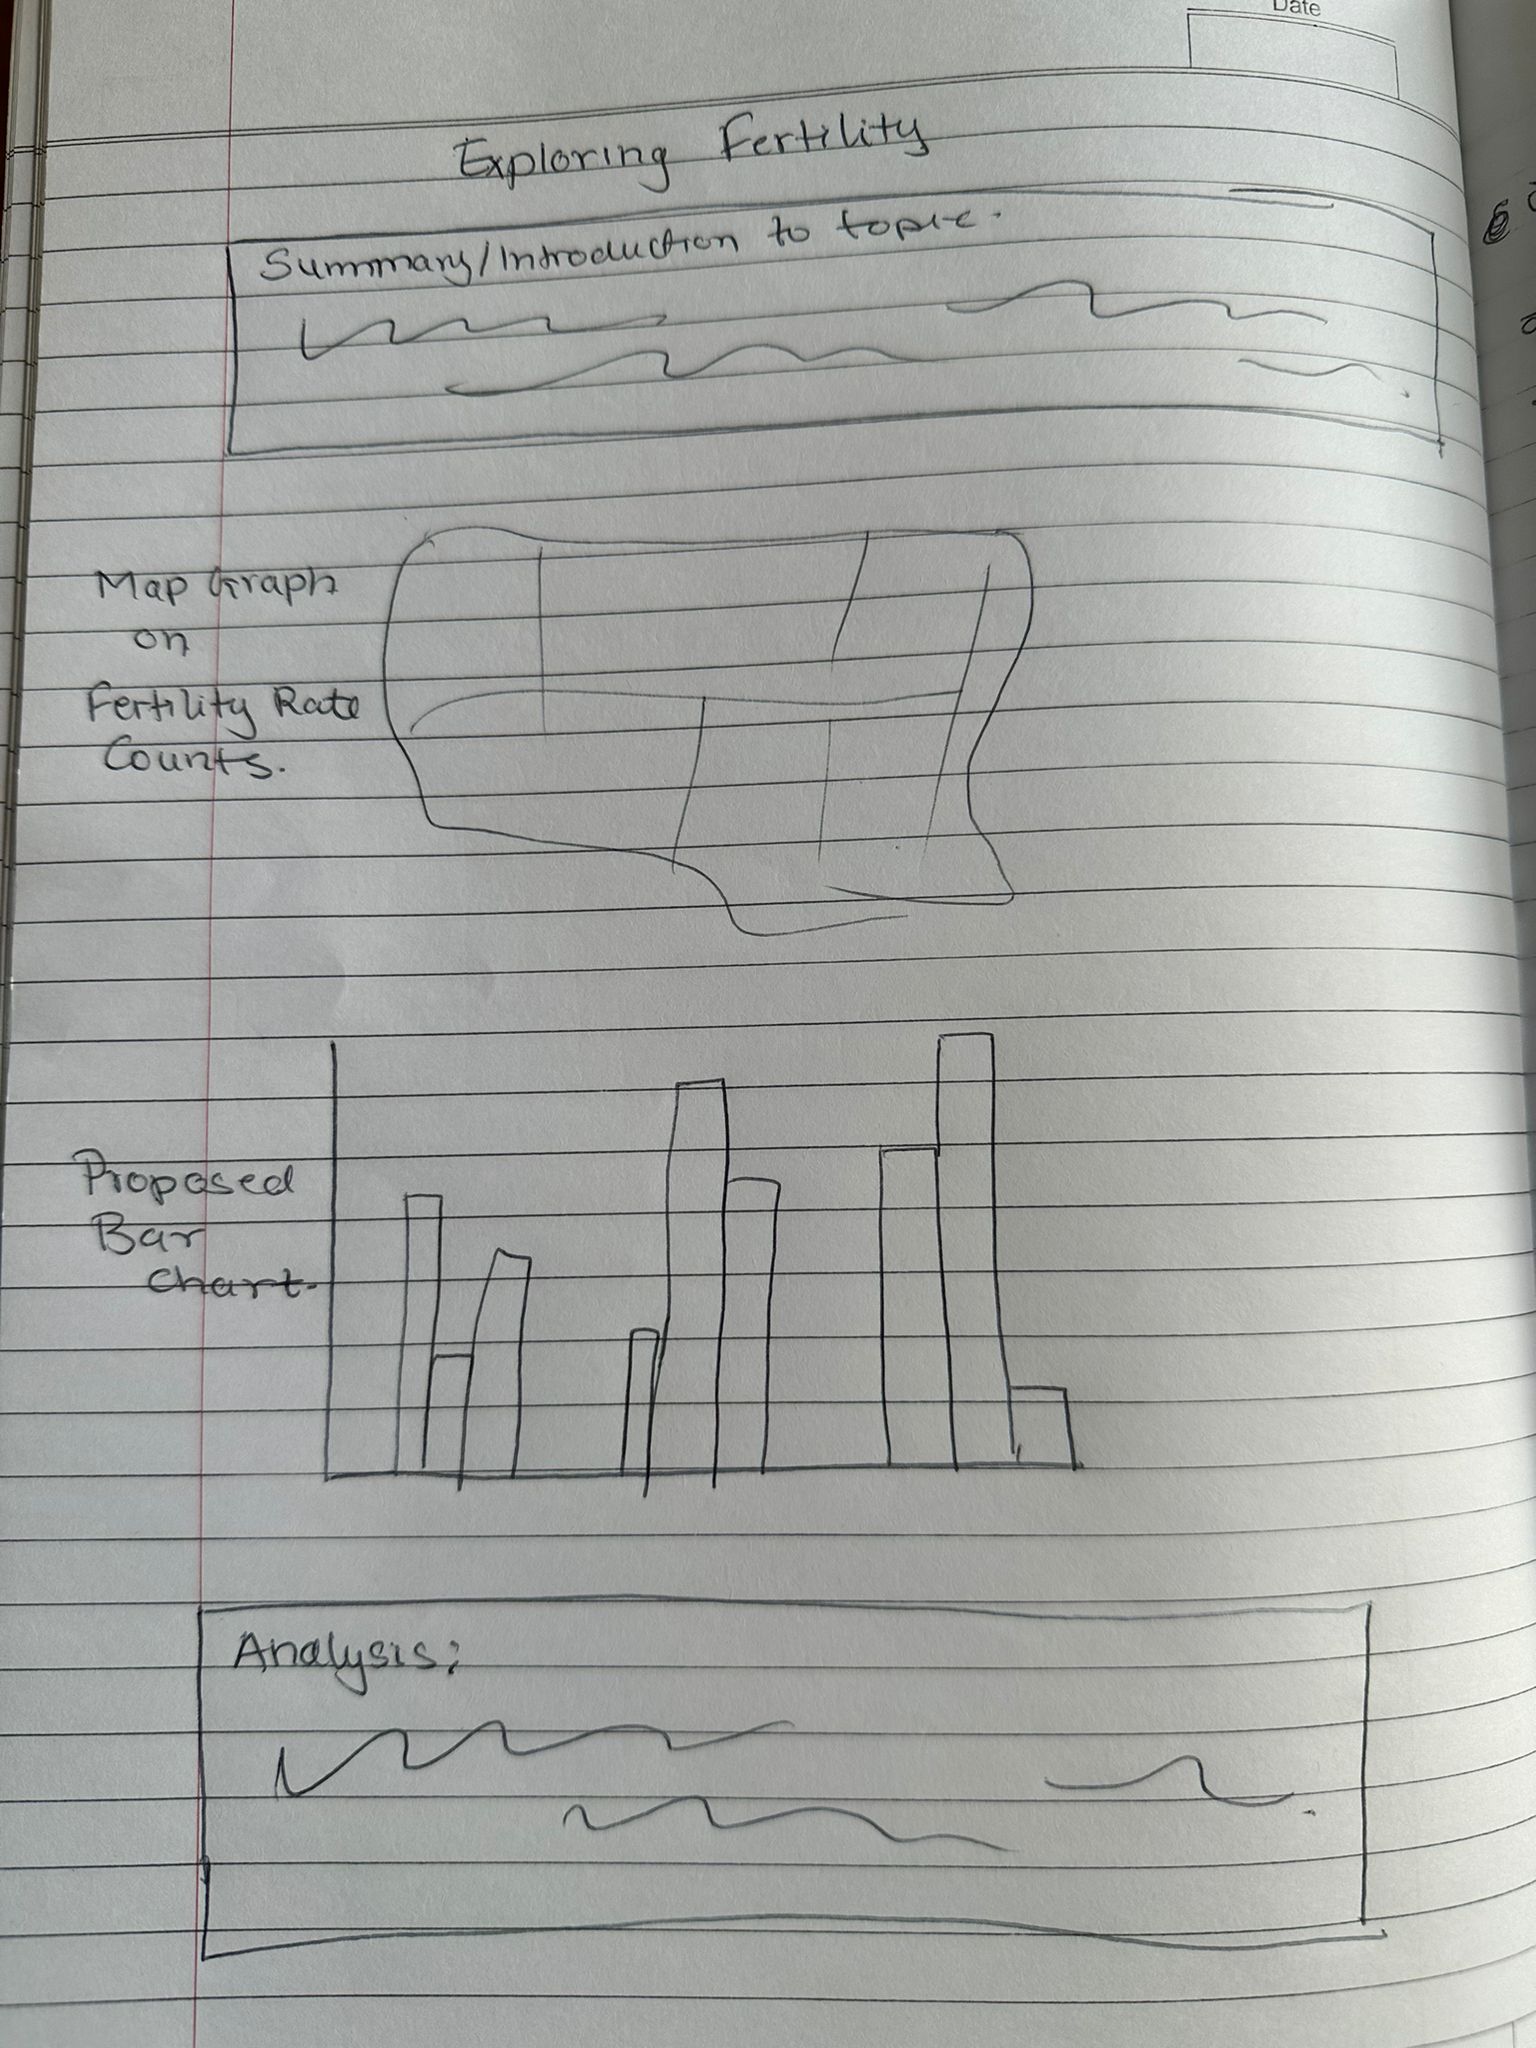 Date
Exploring Fertility
Summary/Introduction to topic.
Map Graph
on
Fertility Rate
Counts.
Proposed
Bar
Chart.
Analysis: